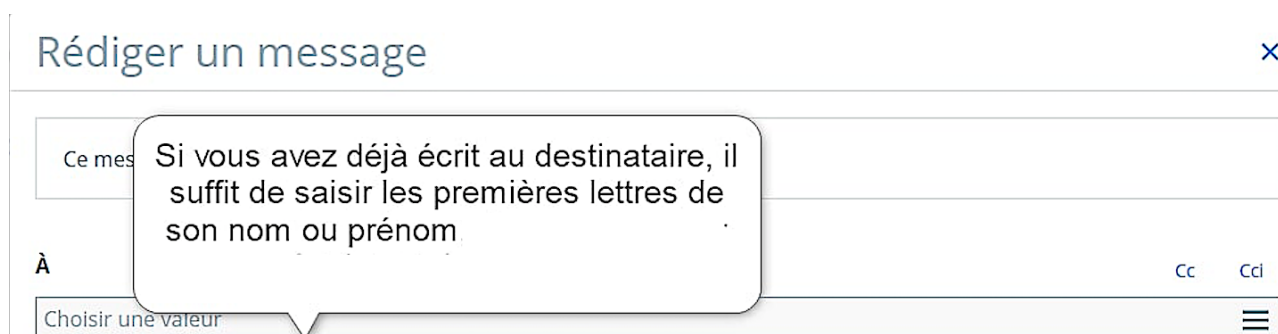 Rédiger un message
Ce mes
Si vous avez déjà écrit au destinataire, il
suffit de saisir les premières lettres de
son nom ou prénom
À
Cc Cci
Choisir une valeur